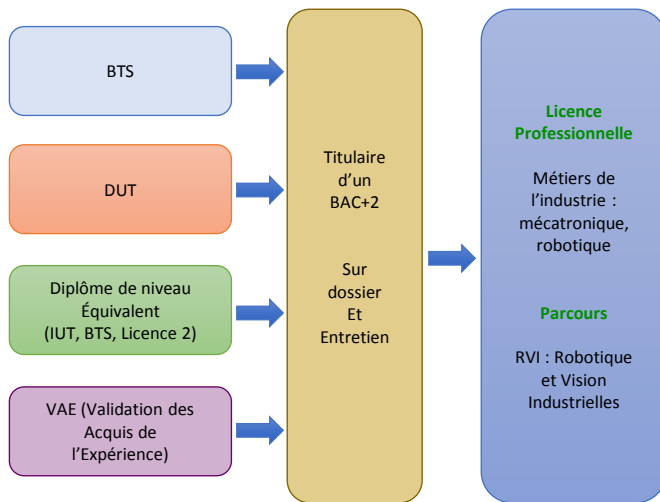 BTS
DUT
Diplôme de niveau
Équivalent
(IUT, BTS, Licence 2)
VAE (Validation des
Acquis de
l'Expérience)
Titulaire
d'un
BAC+2
Sur
dossier
Et
Entretien
Licence
Professionnelle
Métiers de
l'industrie :
mécatronique,
robotique
Parcours
RVI : Robotique
et Vision
Industrielles